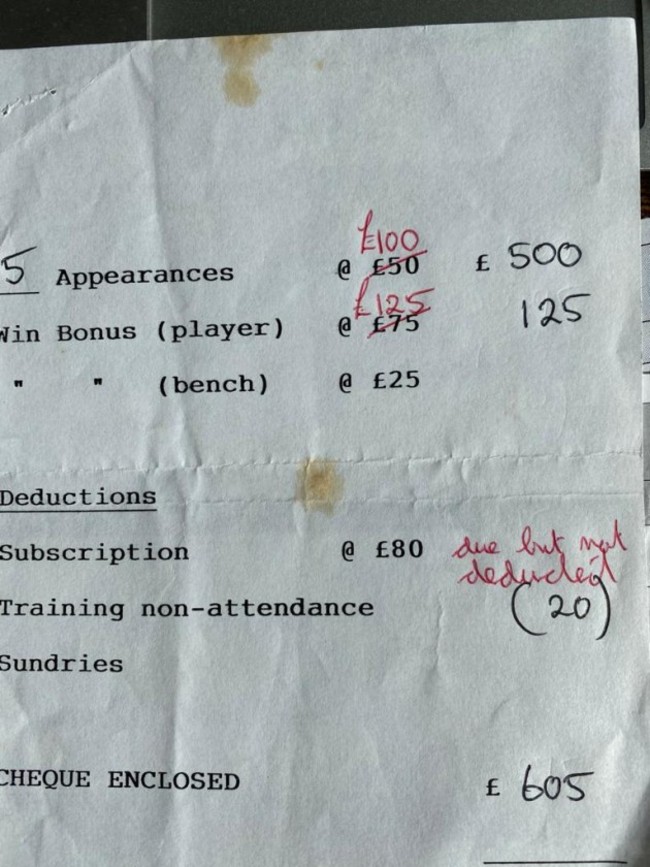 £100
5 Appearances @ £50 £ 500
£125
Win Bonus (player) @ £75 125
" " (bench) @ £25
Deductions
Subscription @ £80 due but not
deducted
Training non-attendance (20)
Sundries
CHEQUE ENCLOSED £ 605